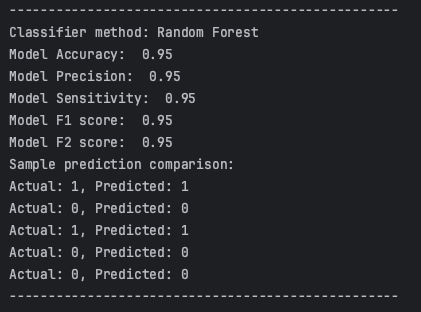 --------------------------------------------------
Classifier method: Random Forest
Model Accuracy:  0.95
Model Precision:  0.95
Model Sensitivity:  0.95
Model F1 score:  0.95
Model F2 score:  0.95
Sample prediction comparison:
Actual: 1, Predicted: 1
Actual: 0, Predicted: 0
Actual: 1, Predicted: 1
Actual: 0, Predicted: 0
Actual: 0, Predicted: 0
--------------------------------------------------